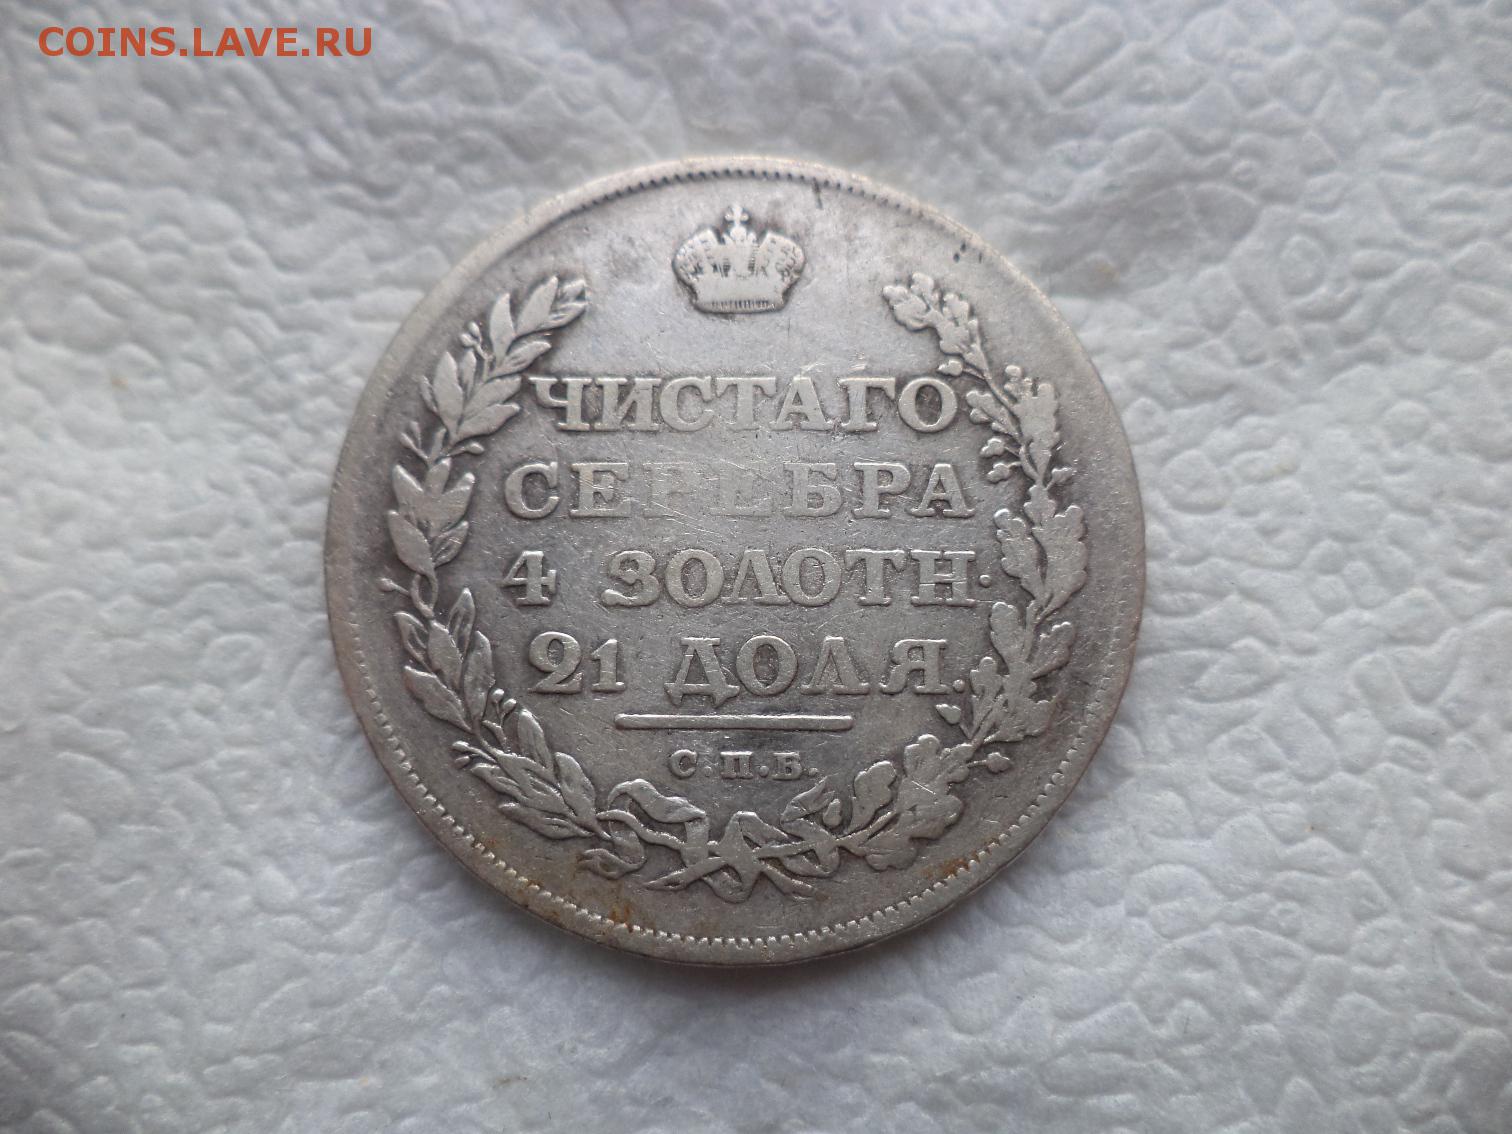 COINS.LAVE.RU
ЧИСТАГО
СЕРЕБРА
4 ЗОЛОТН.
21 ДОЛЯ.
С.П.Б.